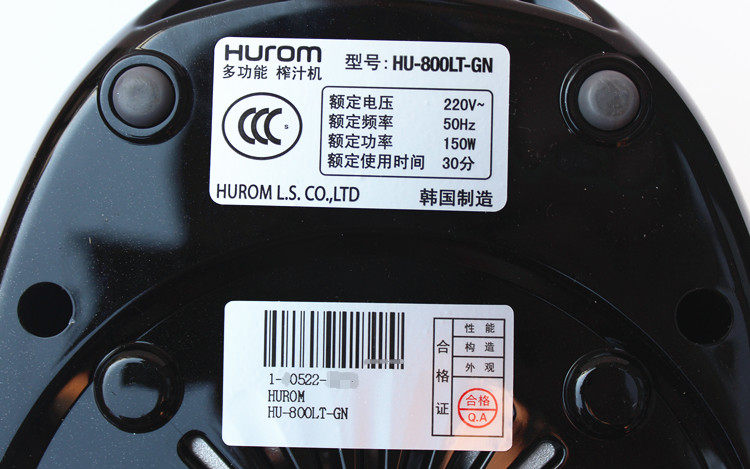 HUROM
多功能 榨汁机
型号: HU-800LT-GN
CCC S
额定电压 220V~
额定频率 50Hz
额定功率 150W
额定使用时间 30分
HUROM L.S. CO.,LTD 韩国制造
1- 0522-
HUROM
HU-800LT-GN
合格证
性能
构造
外观
合格
Q.A